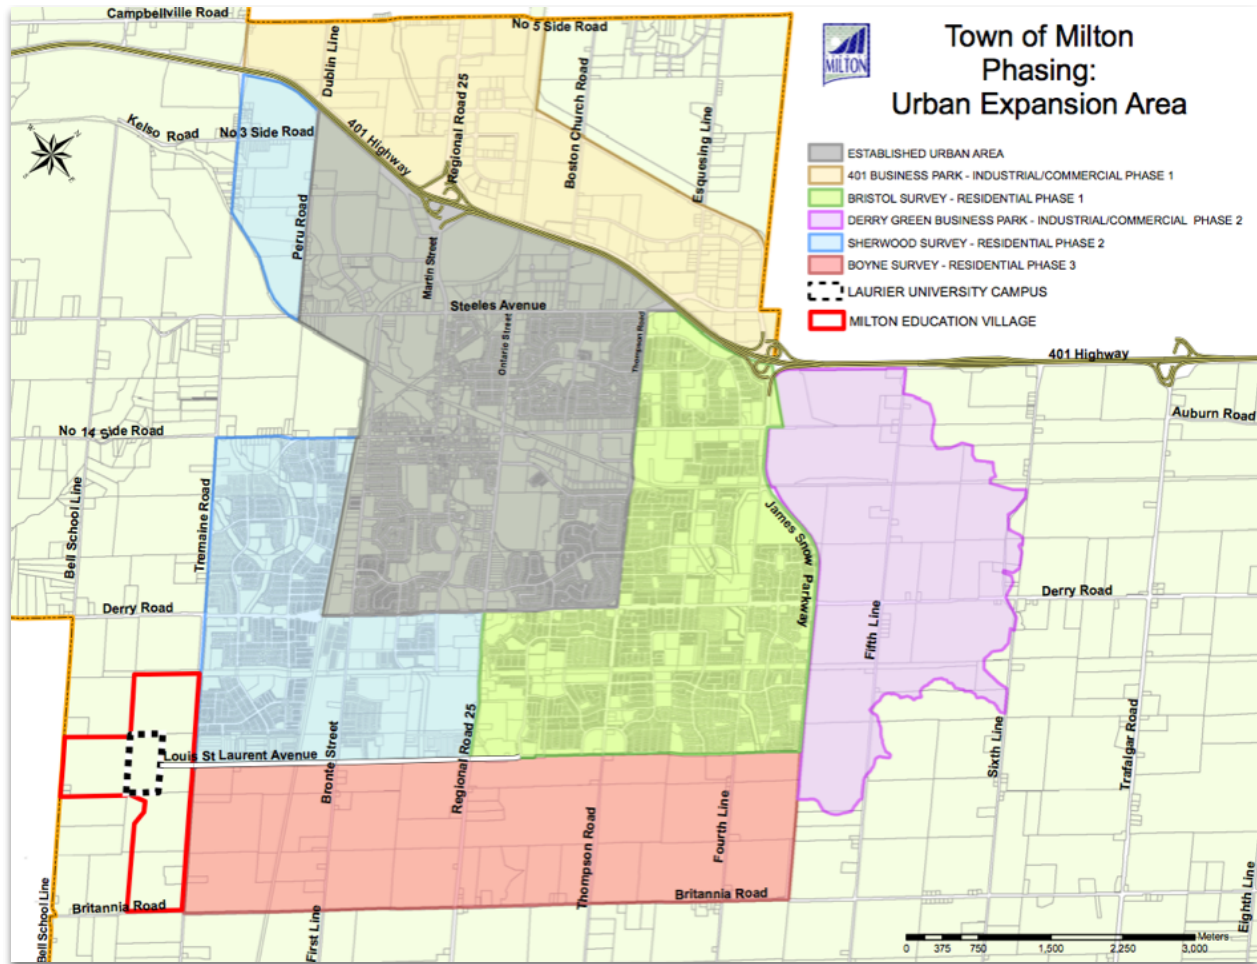 Campbellville Road
No 5 Side Road
Town of Milton
Phasing:
Urban Expansion Area
MILTON
ESTABLISHED URBAN AREA
401 BUSINESS PARK - INDUSTRIAL/COMMERCIAL PHASE 1
BRISTOL SURVEY - RESIDENTIAL PHASE 1
DERRY GREEN BUSINESS PARK - INDUSTRIAL/COMMERCIAL PHASE 2
SHERWOOD SURVEY - RESIDENTIAL PHASE 2
BOYNE SURVEY - RESIDENTIAL PHASE 3
LAURIER UNIVERSITY CAMPUS
MILTON EDUCATION VILLAGE
Dublin Line
Regional Road 25
Boston Church Road
Esquesing Line
Kelso Road
No 3 Side Road
401 Highway
N
E
S
W
Peru Road
Martin Street
Steeles Avenue
Ontario Street
Thompson Road
401 Highway
Auburn Road
No 14 Side Road
Bell School Line
Tremaine Road
James Snow Parkway
Derry Road
Derry Road
Fifth Line
Louis St Laurent Avenue
Bronte Street
Regional Road 25
Sixth Line
Trafalgar Road
Thompson Road
Fourth Line
Britannia Road
Britannia Road
Bell School Line
First Line
Eighth Line
Meters
0 375 750 1,500 2,250 3,000